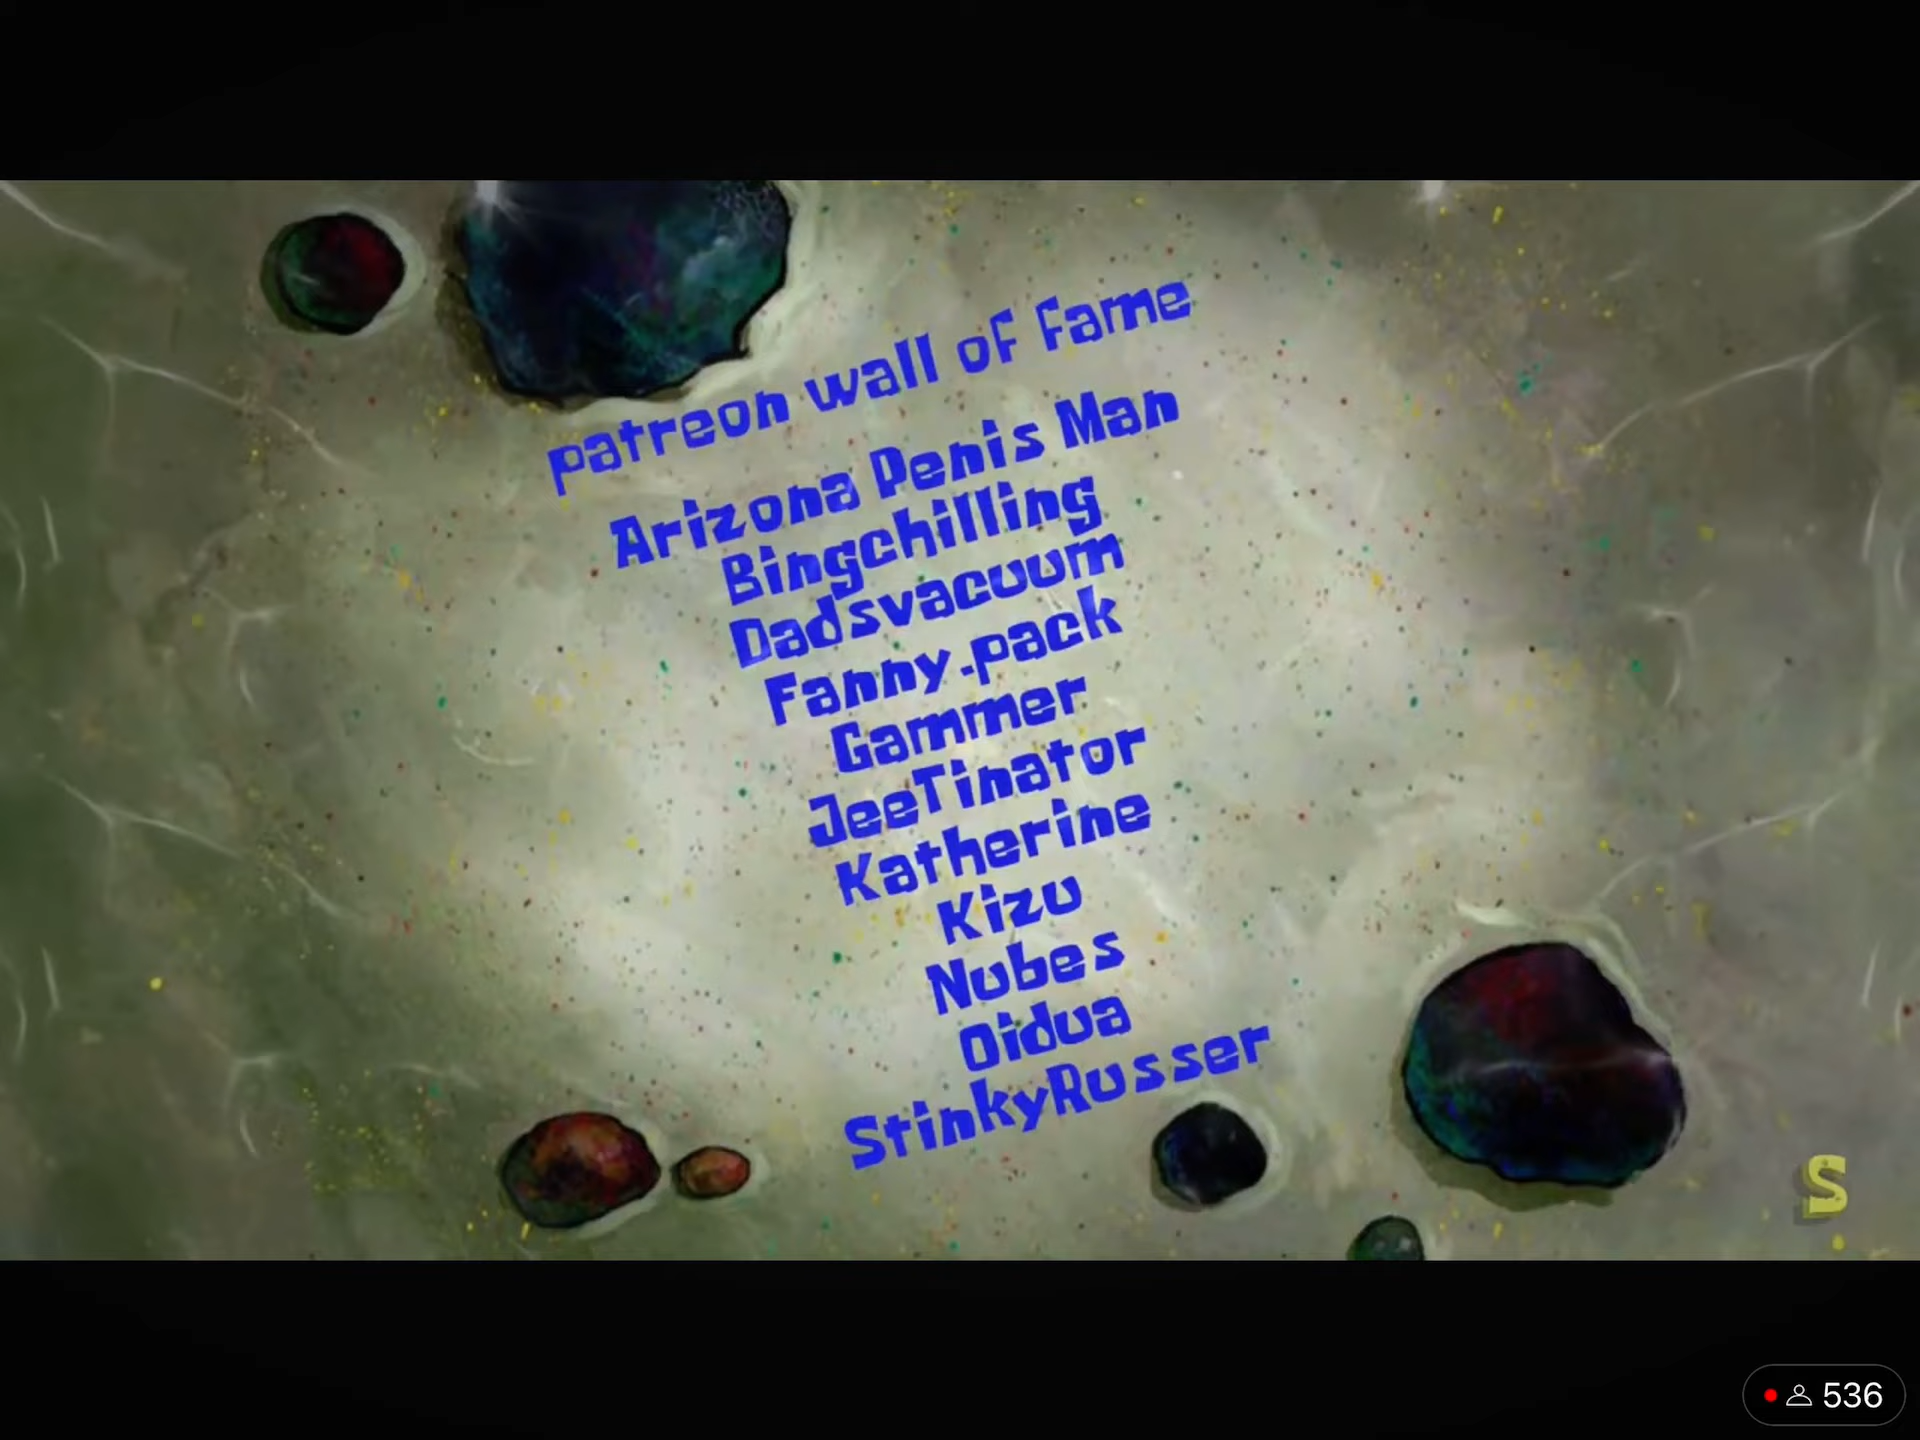 patreon wall of fame
Arizona Penis Man
Bingchilling
Dadsvacuum
Fanny.pack
Gammer
JeeTinator
Katherine
Kizu
Nubes
Oidua
StinkyRusser
S
536